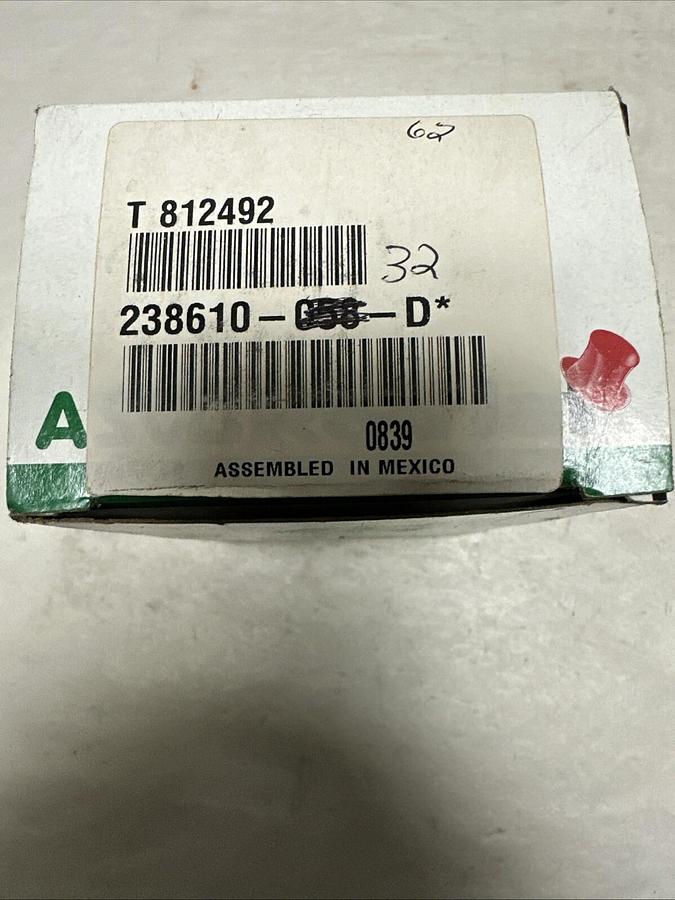 62
T 812492
32
238610- -D*
A
0839
ASSEMBLED IN MEXICO